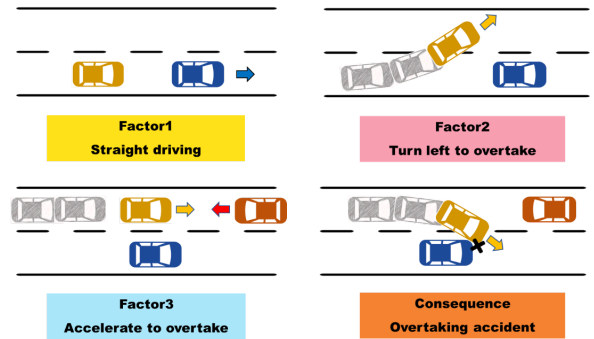 Factor1
Straight driving
Factor2
Turn left to overtake
Factor3
Accelerate to overtake
Consequence
Overtaking accident